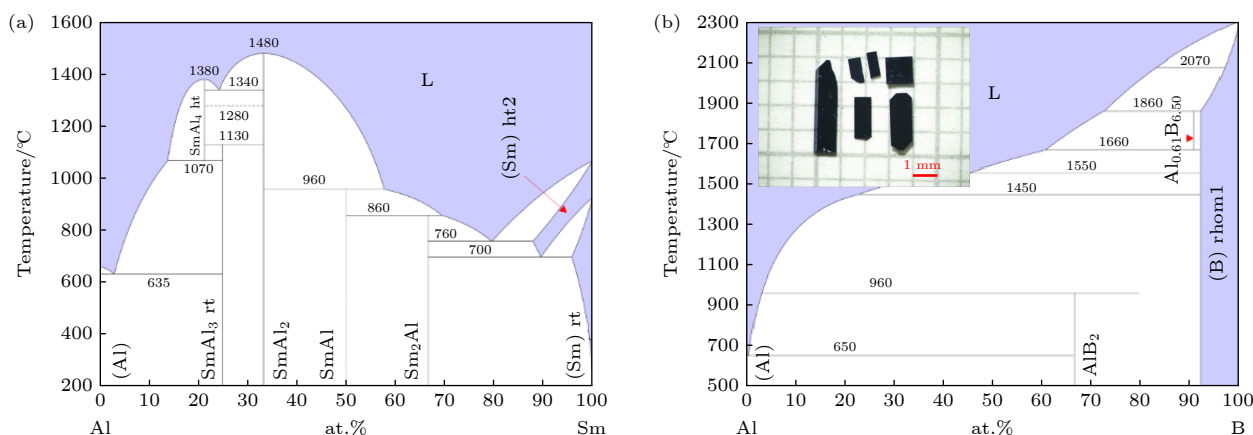 (a)
1600
1400
1200
1000
800
600
400
200
Temperature/℃
1480
1380
1340
1280
1130
1070
960
860
760
700
635
L
SmAl4 ht
(Sm) ht2
(Al)
SmAl3 rt
SmAl2
SmAl
Sm2Al
(Sm) rt
0 10 20 30 40 50 60 70 80 90 100
Al at.% Sm
(b)
2300
2100
1900
1700
1500
1300
1100
900
700
500
Temperature/℃
2070
L
1860
1660
1550
1450
960
650
1 mm
Al0.61B6.50
(B) rhom1
(Al)
AlB2
0 10 20 30 40 50 60 70 80 90 100
Al at.% B